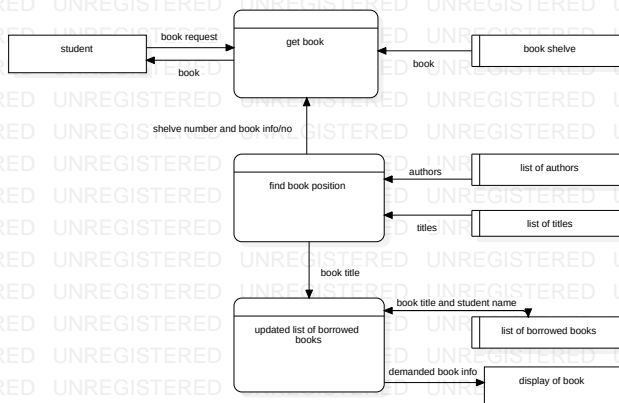 book request
get book
student
book shelve
book
book
shelve number and book info/no
list of authors
authors
find book position
list of titles
titles
book title
book title and student name
updated list of borrowed
books
list of borrowed books
demanded book info
display of book
UNREGISTERED